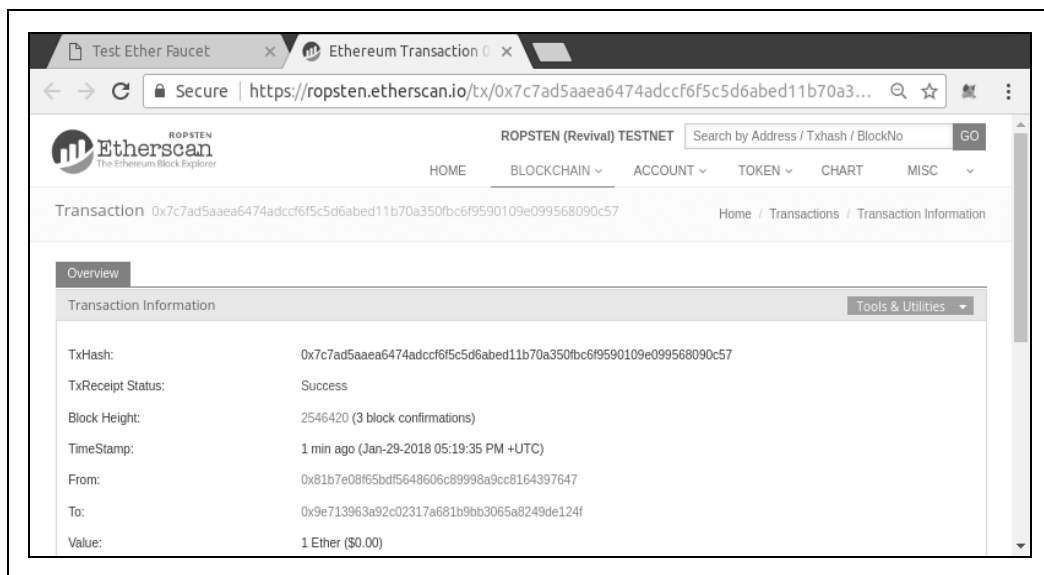 Test Ether Faucet
Ethereum Transaction 0
Secure https://ropsten.etherscan.io/tx/0x7c7ad5aaea6474adccf6f5c5d6abed11b70a3...
ROPSTEN
Etherscan
The Ethereum Block Explorer
ROPSTEN (Revival) TESTNET Search by Address / Txhash / BlockNo GO
HOME BLOCKCHAIN ACCOUNT TOKEN CHART MISC
Transaction 0x7c7ad5aaea6474adccf6f5c5d6abed11b70a350fbc6f9590109e099568090c57 Home / Transactions / Transaction Information
Overview
Transaction Information Tools & Utilities
TxHash: 0x7c7ad5aaea6474adccf6f5c5d6abed11b70a350fbc6f9590109e099568090c57
TxReceipt Status: Success
Block Height: 2546420 (3 block confirmations)
TimeStamp: 1 min ago (Jan-29-2018 05:19:35 PM +UTC)
From: 0x81b7e08f65bdf5648606c89998a9cc8164397647
To: 0x9e713963a92c02317a681b9bb3065a8249de124f
Value: 1 Ether ($0.00)